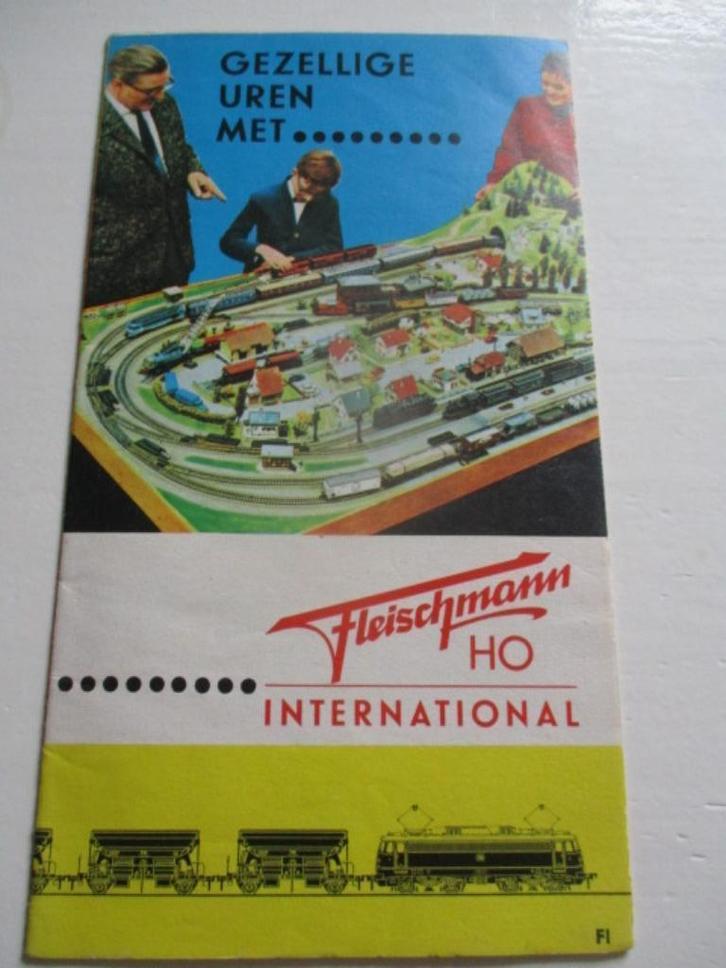 GEZELLIGE
UREN
MET.........
Fleischmann
HO
.........
INTERNATIONAL
FI